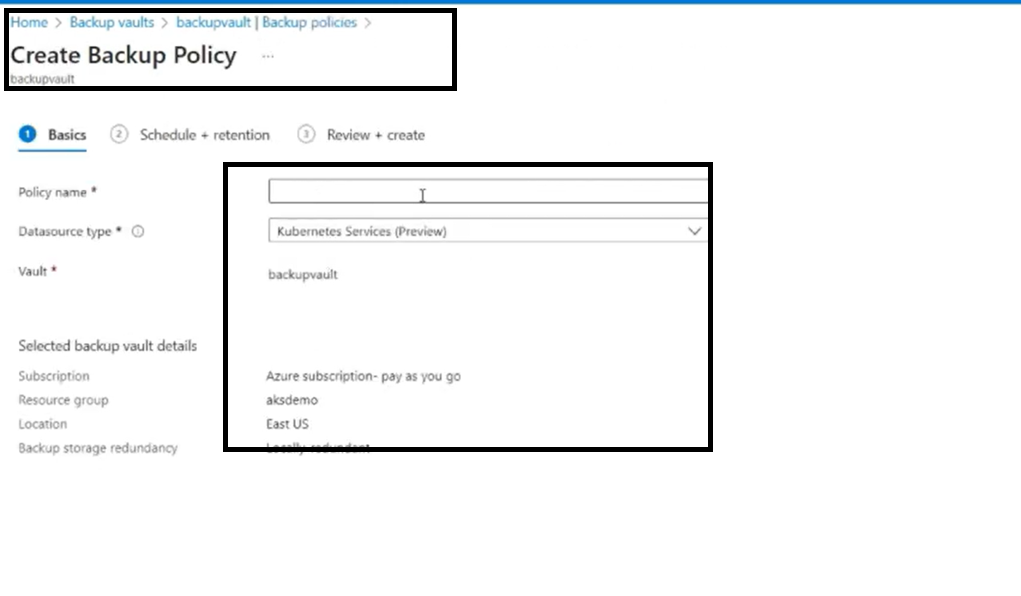 Home > Backup vaults > backupvault | Backup policies >
Create Backup Policy ...
backupvault
1 Basics 2 Schedule + retention 3 Review + create
Policy name *
Datasource type * Kubernetes Services (Preview)
Vault * backupvault
Selected backup vault details
Subscription Azure subscription- pay as you go
Resource group aksdemo
Location East US
Backup storage redundancy Locally-redundant